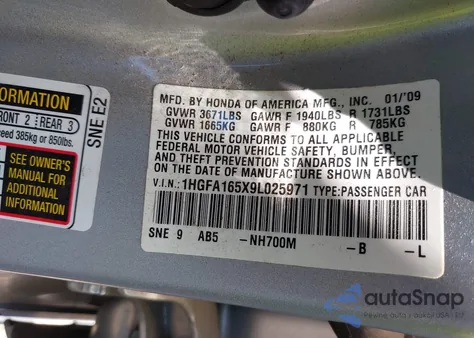 ORMATION
FRONT 2 REAR 3
ceed 385kg or 850lbs.
SEE OWNER'S
MANUAL FOR
ADDITIONAL
INFORMATION
SNE E2
MFD. BY HONDA OF AMERICA MFG., INC. 01/'09
GVWR 3671LBS GAWR F 1940LBS R 1731LBS
GVWR 1665KG GAWR F 880KG R 785KG
THIS VEHICLE CONFORMS TO ALL APPLICABLE
FEDERAL MOTOR VEHICLE SAFETY, BUMPER,
AND THEFT PREVENTION STANDARDS IN EFFECT
ON THE DATE OF MANUFACTURE SHOWN ABOVE.
V.I.N:1HGFA165X9L025971 TYPE:PASSENGER CAR
SNE 9 AB5 -NH700M -B -L
autoSnap